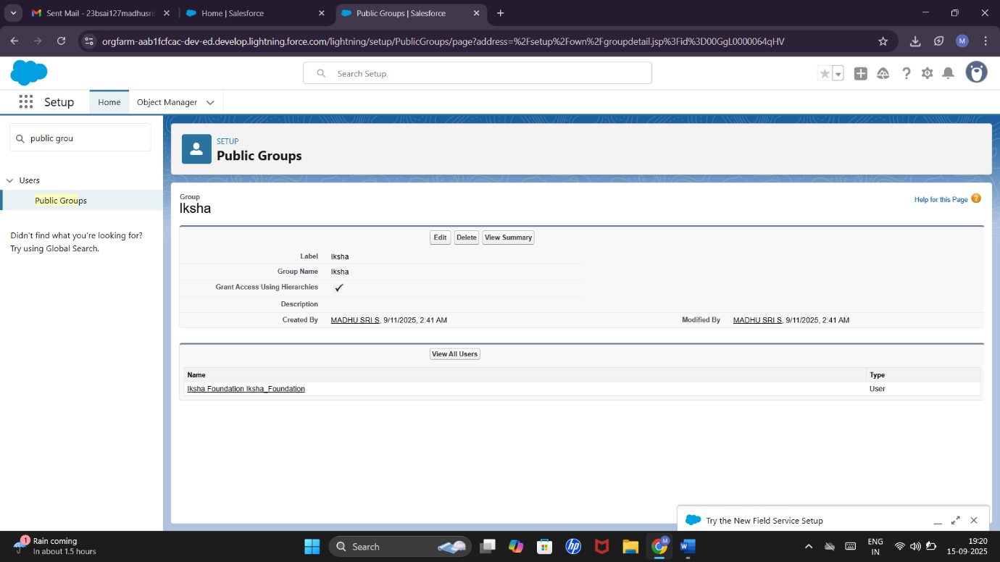 Sent Mail - 23bsai127madhusri
Home | Salesforce
Public Groups | Salesforce
orgfarm-aab1fcfcac-dev-ed.develop.lightning.force.com/lightning/setup/PublicGroups/page?address=%2Fsetup%2Fown%2Fgroupdetail.jsp%3Fid%3D00GgL0000064qHV
M
Search Setup
Setup
Home
Object Manager
public grou
Users
Public Groups
Didn't find what you're looking for?
Try using Global Search.
SETUP
Public Groups
Group
Iksha
Help for this Page
Edit Delete View Summary
Label Iksha
Group Name Iksha
Grant Access Using Hierarchies
Description
Created By MADHU SRI S, 9/11/2025, 2:41 AM Modified By MADHU SRI S, 9/11/2025, 2:41 AM
View All Users
Name Type
Iksha Foundation Iksha_Foundation User
Try the New Field Service Setup
1
Rain coming
In about 1.5 hours
Search
hp
M
W
ENG
IN
19:20
15-09-2025